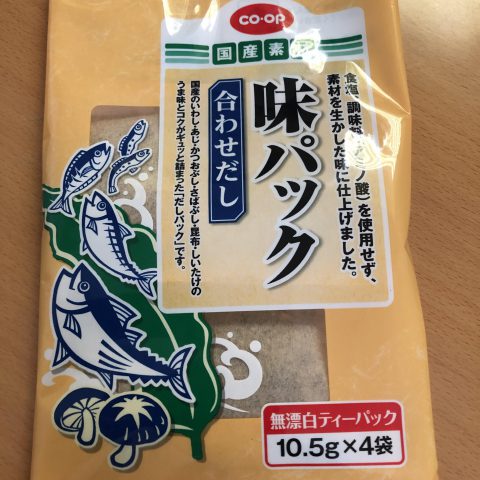 co·op
国産素材
食塩、調味料(アミノ酸)を使用せず、
素材を生かした味に仕上げました。
味パック
合わせだし
国産のいわし・あじ・かつおぶし・さばぶし・昆布・しいたけの
うま味とコクがギュッと詰まった「だしパック」です。
無漂白ティーパック
10.5g×4袋